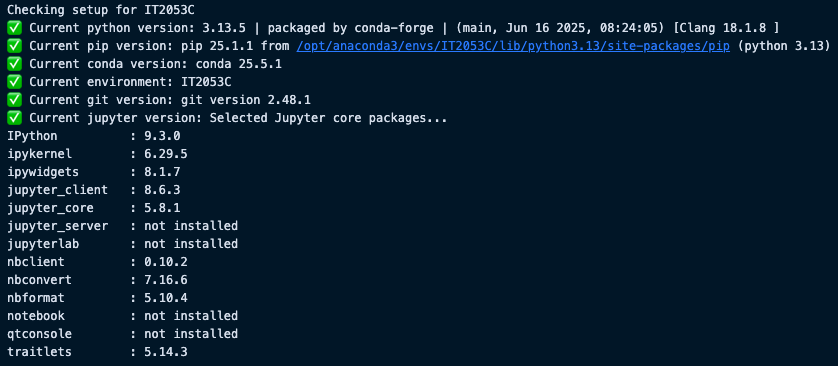 Checking setup for IT2053C
✅ Current python version: 3.13.5 | packaged by conda-forge | (main, Jun 16 2025, 08:24:05) [Clang 18.1.8 ]
✅ Current pip version: pip 25.1.1 from /opt/anaconda3/envs/IT2053C/lib/python3.13/site-packages/pip (python 3.13)
✅ Current conda version: conda 25.5.1
✅ Current environment: IT2053C
✅ Current git version: git version 2.48.1
✅ Current jupyter version: Selected Jupyter core packages...
IPython          : 9.3.0
ipykernel        : 6.29.5
ipywidgets       : 8.1.7
jupyter_client   : 8.6.3
jupyter_core     : 5.8.1
jupyter_server   : not installed
jupyterlab       : not installed
nbclient         : 0.10.2
nbconvert        : 7.16.6
nbformat         : 5.10.4
notebook         : not installed
qtconsole        : not installed
traitlets        : 5.14.3